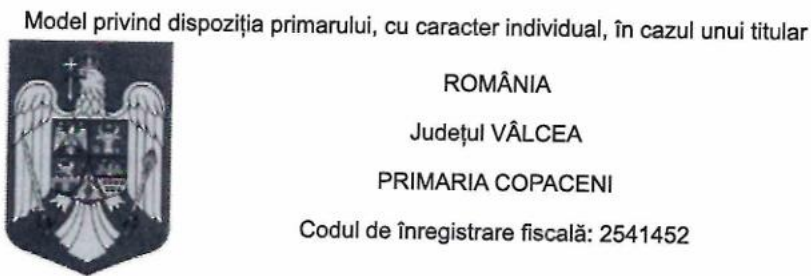 Model privind dispoziția primarului, cu caracter individual, în cazul unui titular
ROMÂNIA
Județul VÂLCEA
PRIMARIA COPACENI
Codul de înregistrare fiscală: 2541452